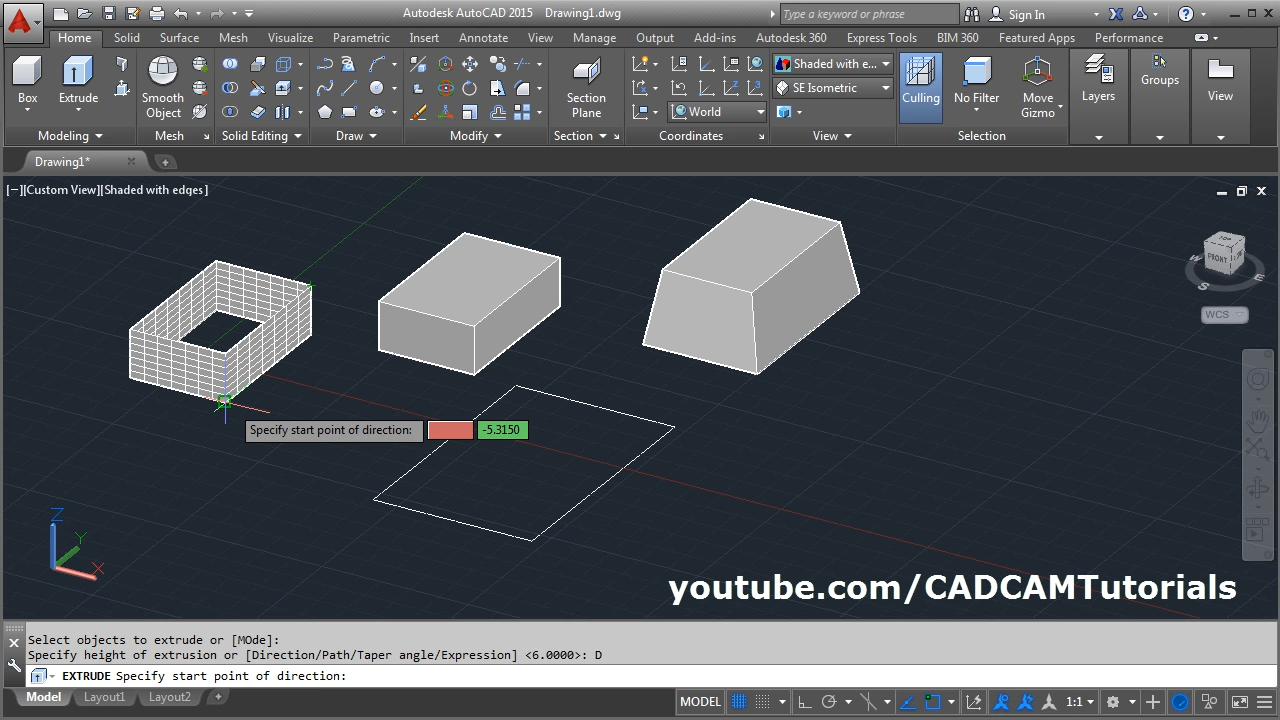 Autodesk AutoCAD 2015 Drawing1.dwg
Type a keyword or phrase
Sign In
Home Solid Surface Mesh Visualize Parametric Insert Annotate View Manage Output Add-ins Autodesk 360 Express Tools BIM 360 Featured Apps Performance
Box
Extrude
Smooth
Object
Section
Plane
World
Shaded with e...
SE Isometric
Culling
No Filter
Move
Gizmo
Layers
Groups
View
Modeling
Mesh
Solid Editing
Draw
Modify
Section
Coordinates
View
Selection
Drawing1*
[−][Custom View][Shaded with edges]
TOP
FRONT
W
S
E
WCS
Specify start point of direction: -5.3150
Z
Y
X
youtube.com/CADCAMTutorials
Select objects to extrude or [MOde]:
Specify height of extrusion or [Direction/Path/Taper angle/Expression] <6.0000>: D
EXTRUDE Specify start point of direction:
Model Layout1 Layout2
MODEL
1:1